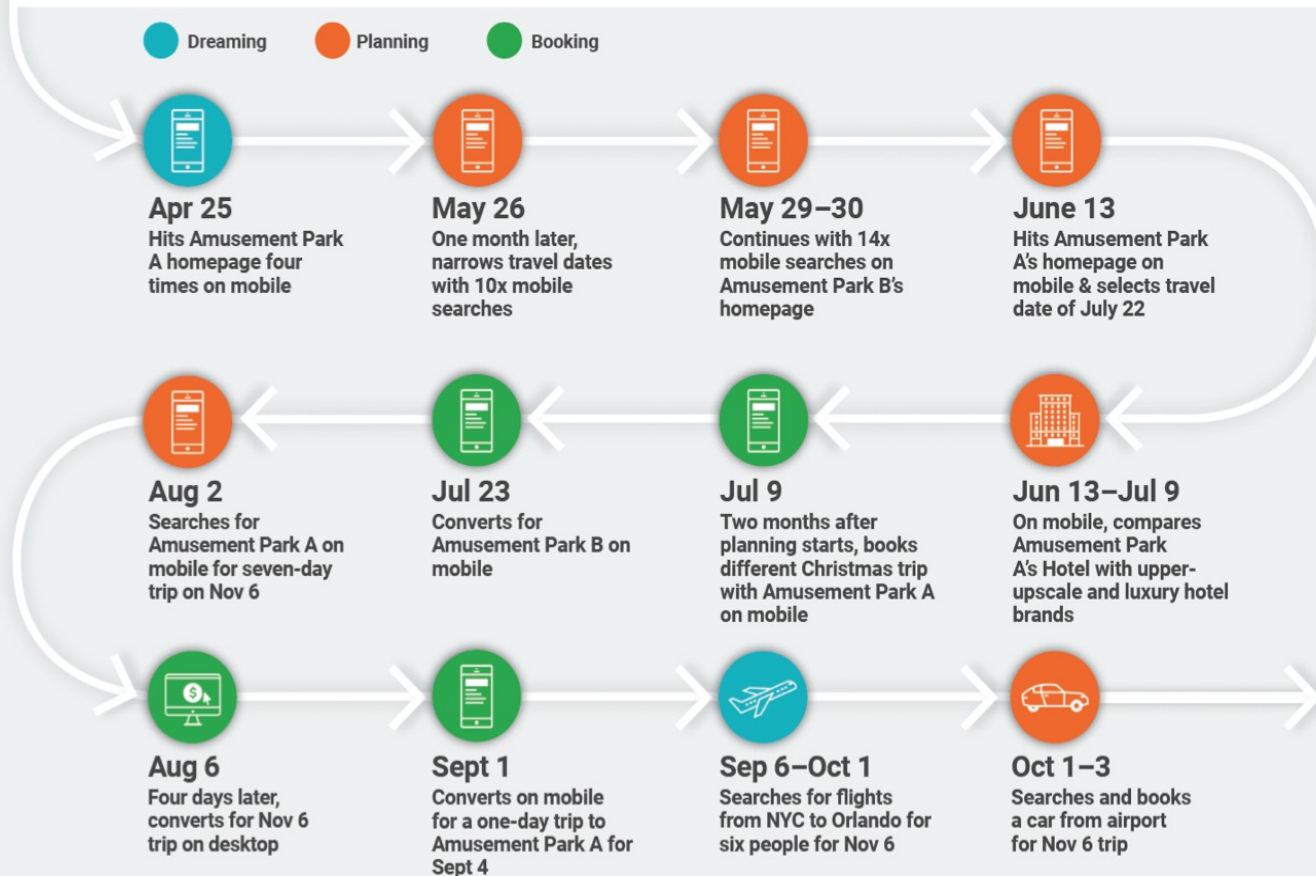 Dreaming
Planning
Booking
Apr 25
Hits Amusement Park
A homepage four
times on mobile
May 26
One month later,
narrows travel dates
with 10x mobile
searches
May 29–30
Continues with 14x
mobile searches on
Amusement Park B’s
homepage
June 13
Hits Amusement Park
A’s homepage on
mobile & selects travel
date of July 22
Jun 13–Jul 9
On mobile, compares
Amusement Park
A’s Hotel with upper-
upscale and luxury hotel
brands
Jul 9
Two months after
planning starts, books
different Christmas trip
with Amusement Park A
on mobile
Jul 23
Converts for
Amusement Park B on
mobile
Aug 2
Searches for
Amusement Park A on
mobile for seven-day
trip on Nov 6
$
Aug 6
Four days later,
converts for Nov 6
trip on desktop
Sept 1
Converts on mobile
for a one-day trip to
Amusement Park A for
Sept 4
Sep 6–Oct 1
Searches for flights
from NYC to Orlando for
six people for Nov 6
Oct 1–3
Searches and books
a car from airport
for Nov 6 trip